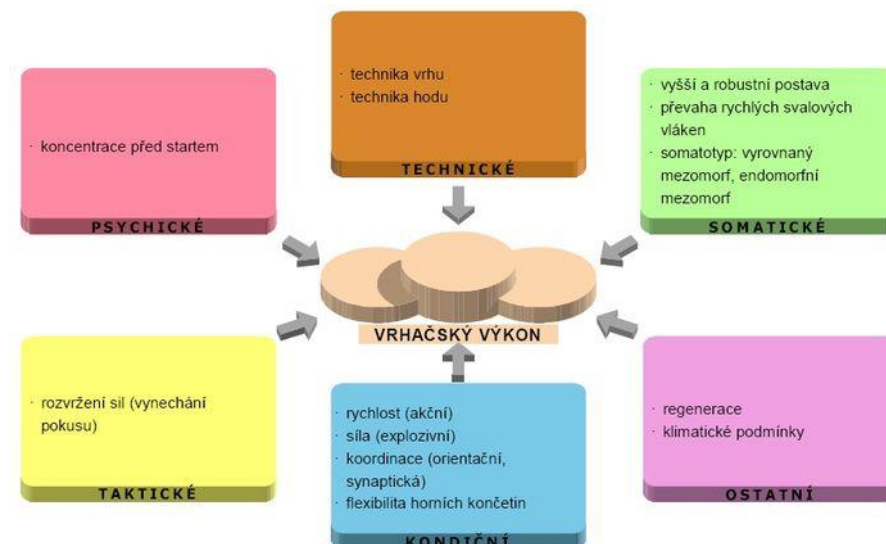 · koncentrace před startem
PSYCHICKÉ
· technika vrhu
· technika hodu
TECHNICKÉ
· vyšší a robustní postava
· převaha rychlých svalových
vláken
· somatotyp: vyrovnaný
mezomorf, endomorfní
mezomorf
SOMATICKÉ
VRHAČSKÝ VÝKON
· rozvržení sil (vynechání
pokusu)
TAKTICKÉ
· rychlost (akční)
· síla (explozivní)
· koordinace (orientační,
synaptická)
· flexibilita horních končetin
KONDIČNÍ
· regenerace
· klimatické podmínky
OSTATNÍ